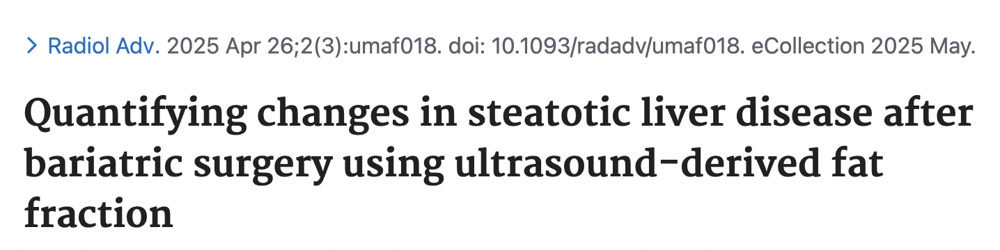 > Radiol Adv. 2025 Apr 26;2(3):umaf018. doi: 10.1093/radadv/umaf018. eCollection 2025 May.
Quantifying changes in steatotic liver disease after
bariatric surgery using ultrasound-derived fat
fraction